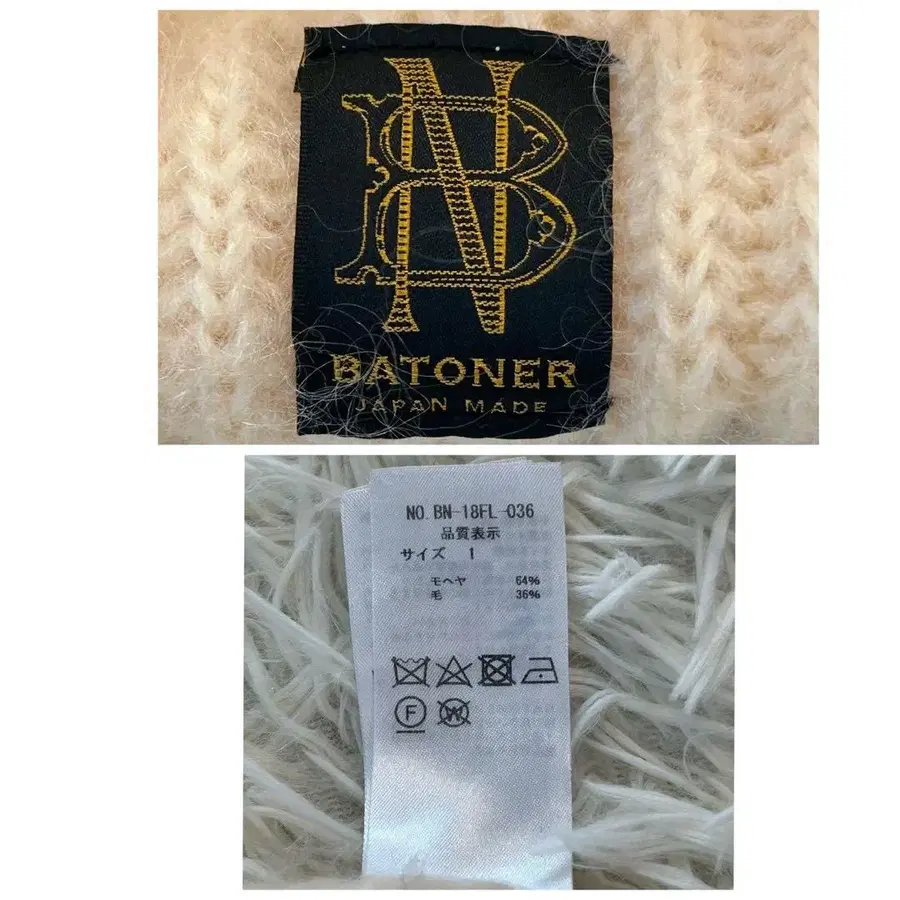 BN
BATONER
JAPAN MADE
NO. BN-18FL-036
品質表示
サイズ 1
モヘヤ 64%
毛 36%
F
W